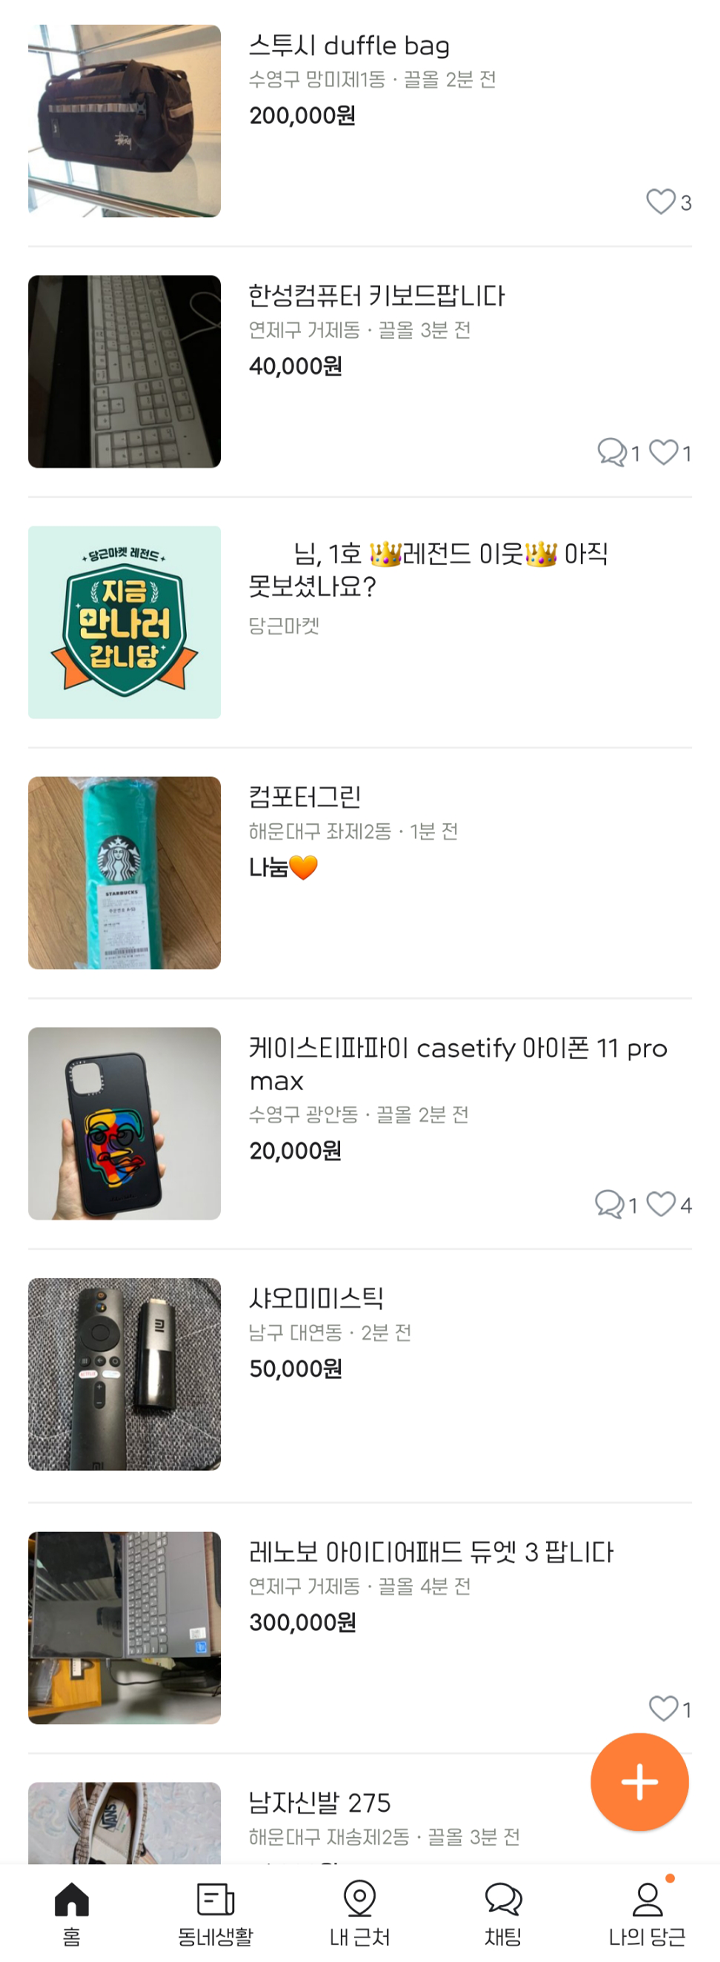 스투시 duffle bag
수영구 망미제1동 · 끌올 2분 전
200,000원
3
한성컴퓨터 키보드팝니다
연제구 거제동 · 끌올 3분 전
40,000원
1 1
당근마켓 레전드
지금
만나러
갑니당
님, 1호 👑레전드 이웃👑 아직
못보셨나요?
당근마켓
STARBUCKS
컴포터그린
해운대구 좌제2동 · 1분 전
나눔🧡
케이스티파파이 casetify 아이폰 11 pro
max
수영구 광안동 · 끌올 2분 전
20,000원
1 4
샤오미미스틱
남구 대연동 · 2분 전
50,000원
레노보 아이디어패드 듀엣 3 팝니다
연제구 거제동 · 끌올 4분 전
300,000원
1
VANS
남자신발 275
해운대구 재송제2동 · 끌올 3분 전
홈 동네생활 내 근처 채팅 나의 당근